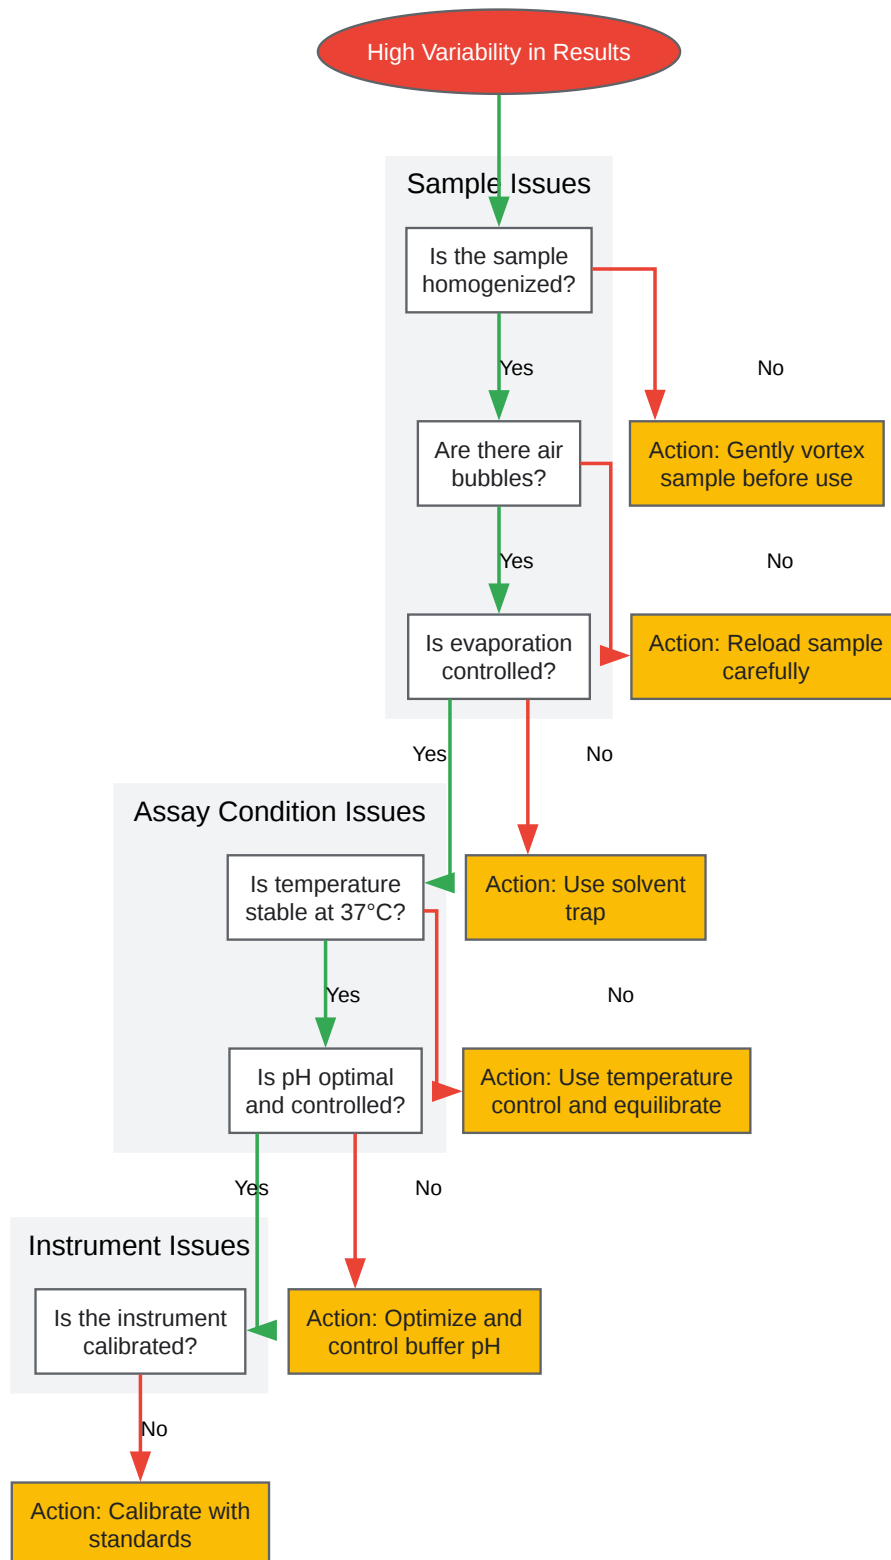 High Variability in Results
Sample Issues
Is the sample
homogenized?
Yes
No
Are there air
bubbles?
Action: Gently vortex
sample before use
Yes
No
Is evaporation
controlled?
Action: Reload sample
carefully
Yes
No
Assay Condition Issues
Is temperature
stable at 37°C?
Action: Use solvent
trap
Yes
No
Is pH optimal
and controlled?
Action: Use temperature
control and equilibrate
Yes
No
Instrument Issues
Is the instrument
calibrated?
Action: Optimize and
control buffer pH
No
Action: Calibrate with
standards